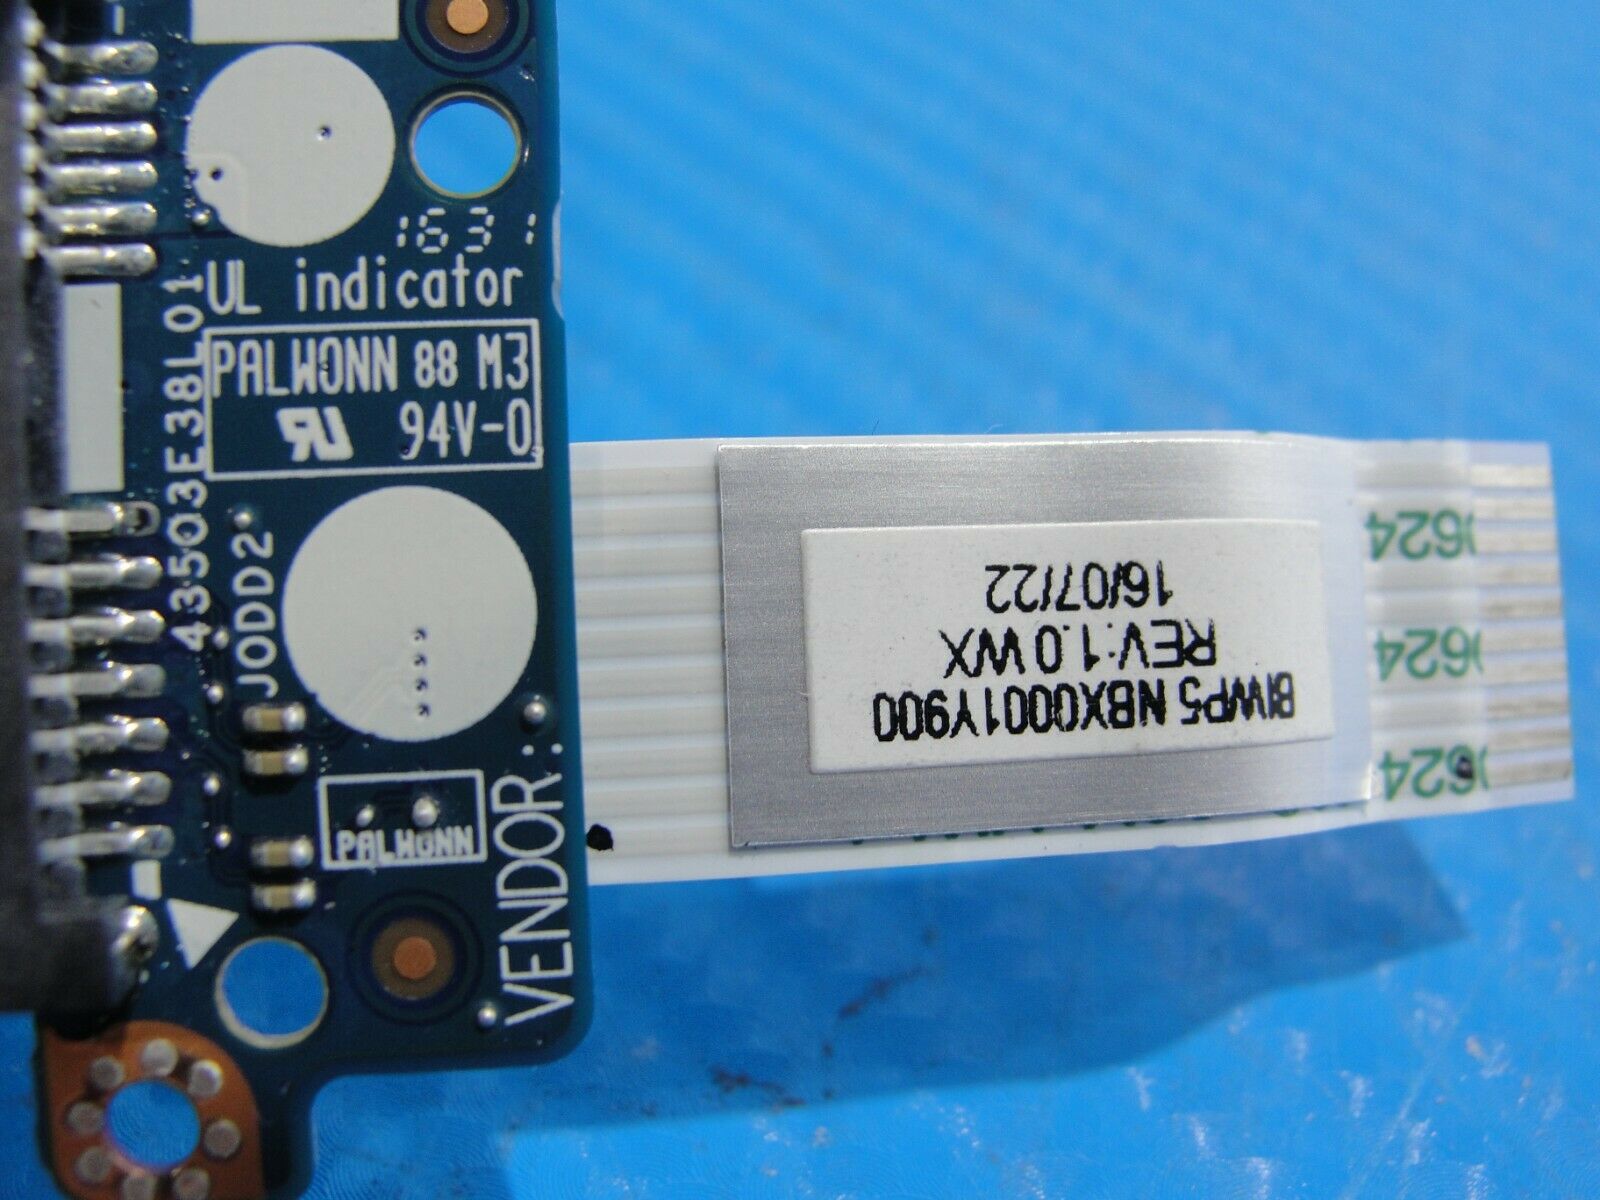 1631
UL indicator
PALWONN 88 M3
94V-0
43503E38L01
JODD2
PALWONN
VENDOR:
BIWP5 NBX0001Y900
REV:1.0 WX
16/07/22
0624
0624
0624